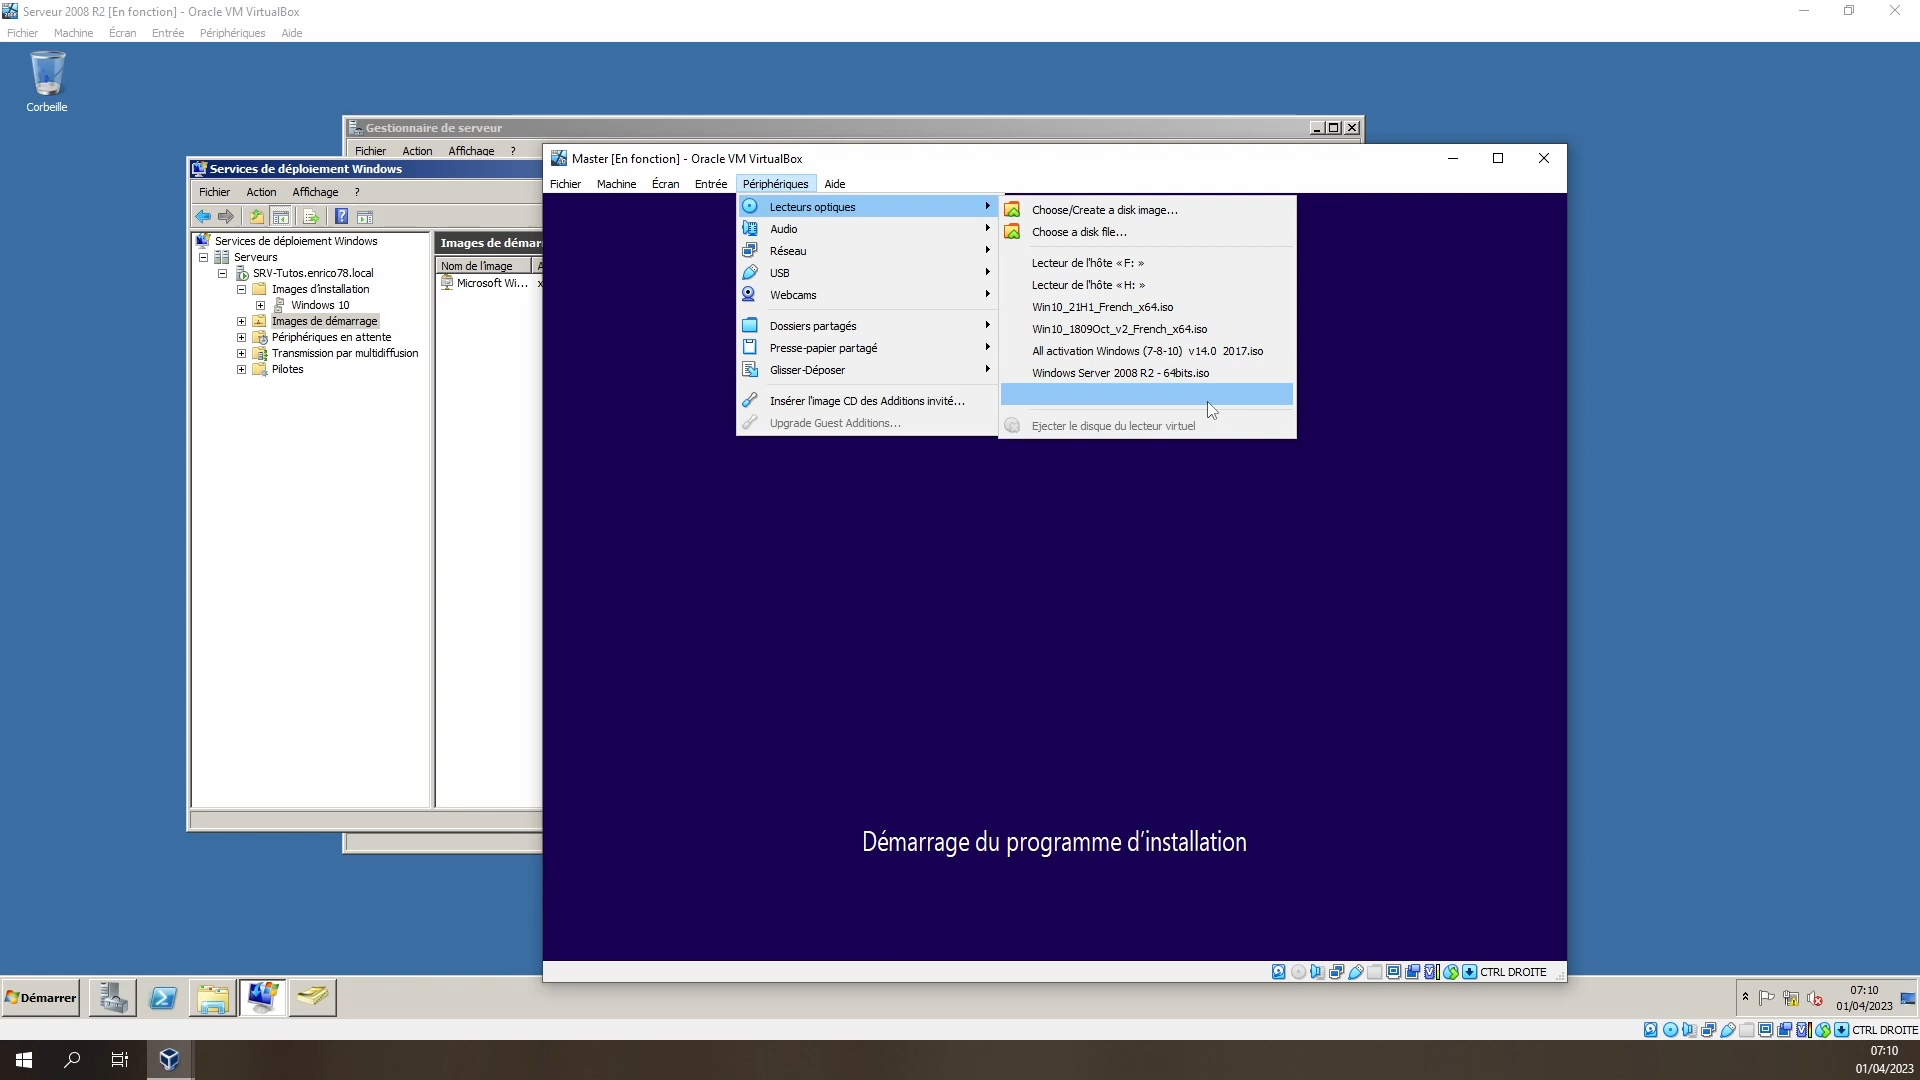 Serveur 2008 R2 [En fonction] - Oracle VM VirtualBox
Fichier Machine Écran Entrée Périphériques Aide
Corbeille
Gestionnaire de serveur
Fichier Action Affichage ?
Services de déploiement Windows
Fichier Action Affichage ?
Services de déploiement Windows
Serveurs
SRV-Tutos.enrico78.local
Images d'installation
Windows 10
Images de démarrage
Périphériques en attente
Transmission par multidiffusion
Pilotes
Images de démar
Nom de l'image A
Microsoft Wi... x
Master [En fonction] - Oracle VM VirtualBox
Fichier Machine Écran Entrée Périphériques Aide
Lecteurs optiques
Audio
Réseau
USB
Webcams
Dossiers partagés
Presse-papier partagé
Glisser-Déposer
Insérer l'image CD des Additions invité...
Upgrade Guest Additions...
Choose/Create a disk image...
Choose a disk file...
Lecteur de l'hôte « F: »
Lecteur de l'hôte « H: »
Win10_21H1_French_x64.iso
Win10_1809Oct_v2_French_x64.iso
All activation Windows (7-8-10) v14.0 2017.iso
Windows Server 2008 R2 - 64bits.iso
Ejecter le disque du lecteur virtuel
Démarrage du programme d'installation
CTRL DROITE
Démarrer
07:10
01/04/2023
CTRL DROITE
07:10
01/04/2023